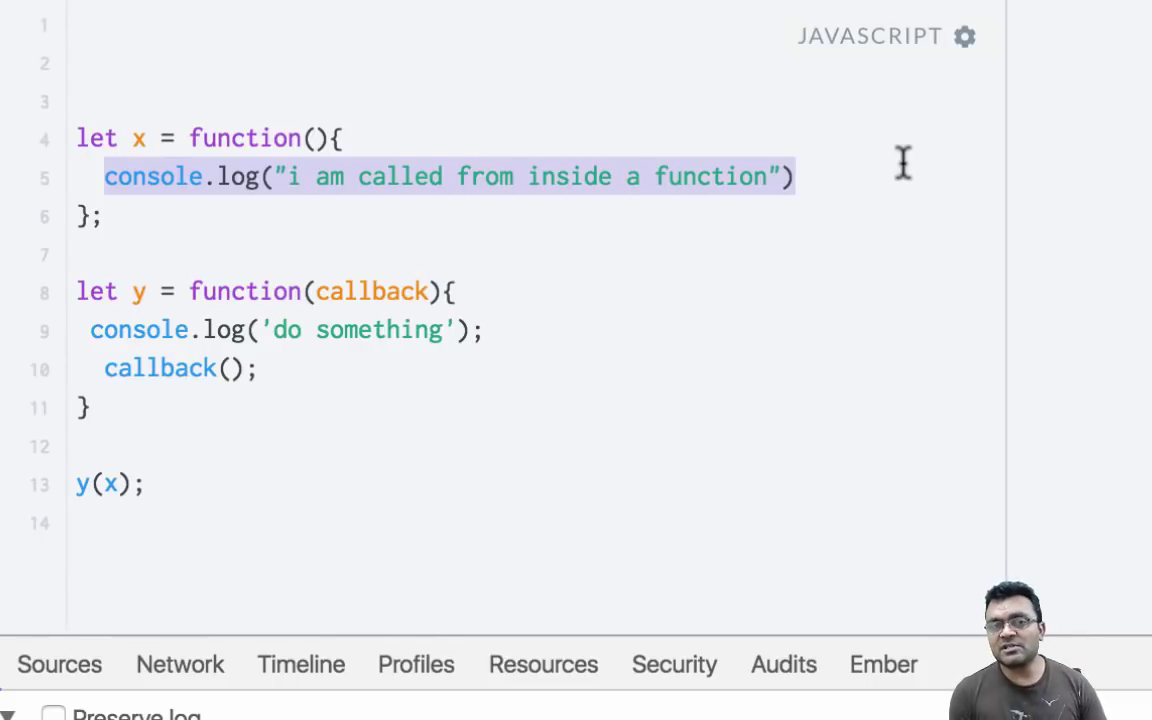 1
JAVASCRIPT
2
3
4 let x = function(){
5 console.log("i am called from inside a function")
6 };
7
8 let y = function(callback){
9 console.log('do something');
10 callback();
11 }
12
13 y(x);
14
Sources Network Timeline Profiles Resources Security Audits Ember
Preserve log